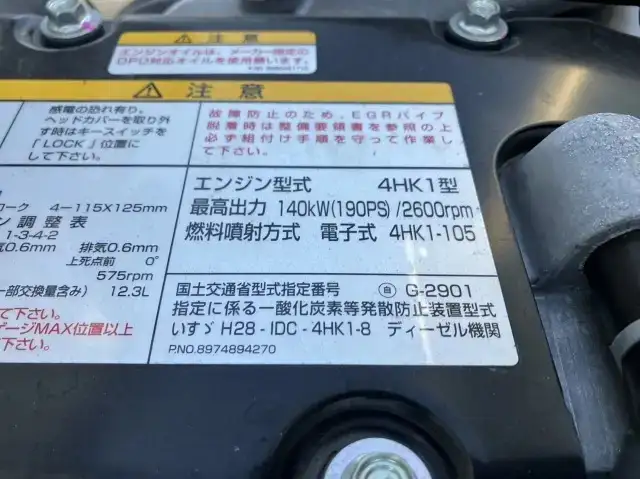 注意
エンジンオイルは、メーカー指定の
DPD対応オイルを使用願います。
注意
感電の恐れ有り。
ヘッドカバーを取り外
す時はキースイッチを
「LOCK」位置に
して下さい。
故障防止のため、EGRパイプ
脱着時は整備要領書を参照の上
必ず組付け手順を守って作業し
て下さい。
ローク 4-115X125mm
ン調整表
1-3-4-2
気0.6mm 排気0.6mm
上死点前 0°
575rpm
一部交換量含み) 12.3L
ゲージMAX位置以上
て下さい。
エンジン型式 4HK1型
最高出力 140kW(190PS)/2600rpm
燃料噴射方式 電子式 4HK1-105
国土交通省型式指定番号 自 G-2901
指定に係る一酸化炭素等発散防止装置型式
いすゞ H28-IDC-4HK1-8 ディーゼル機関
P.NO.8974894270